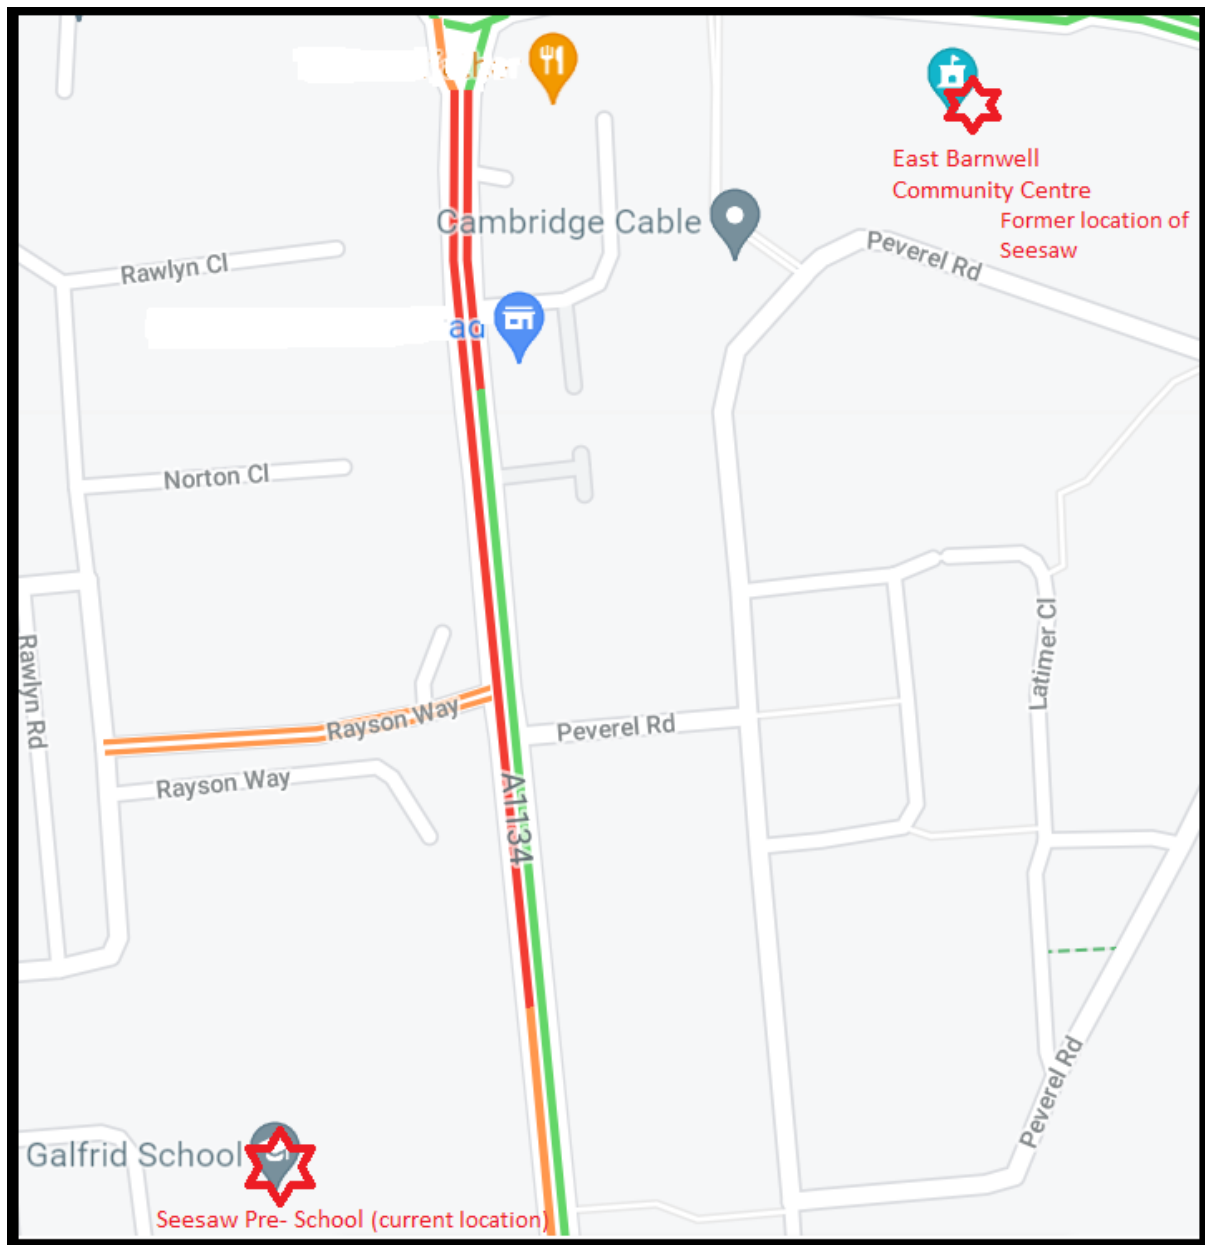 East Barnwell
Community Centre
Former location of
Seesaw
Cambridge Cable
Peverel Rd
Rawlyn Cl
Norton Cl
Latimer Cl
Rawlyn Rd
Rayson Way
Peverel Rd
Rayson Way
A1134
Peverel Rd
Galfrid School
Seesaw Pre- School (current location)